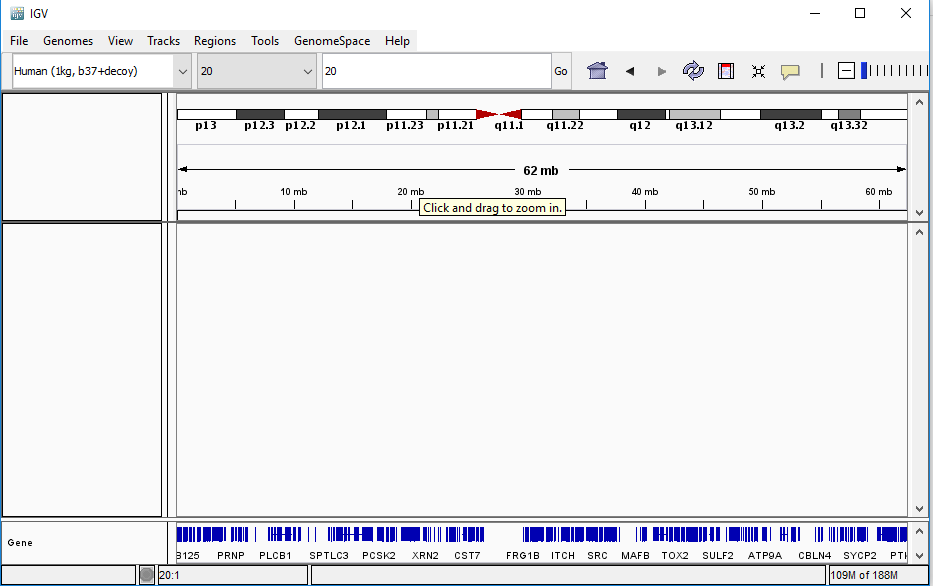 IGV
File Genomes View Tracks Regions Tools GenomeSpace Help
Human (1kg, b37+decoy) 20 20 Go
p13 p12.3 p12.2 p12.1 p11.23 p11.21 q11.1 q11.22 q12 q13.12 q13.2 q13.32
62 mb
10 mb 20 mb 30 mb 40 mb 50 mb 60 mb
Click and drag to zoom in.
Gene
PRNP PLCB1 SPTLC3 PCSK2 XRN2 CST7 FRG1B ITCH SRC MAFB TOX2 SULF2 ATP9A CBLN4 SYCP2
20:1 109M of 188M